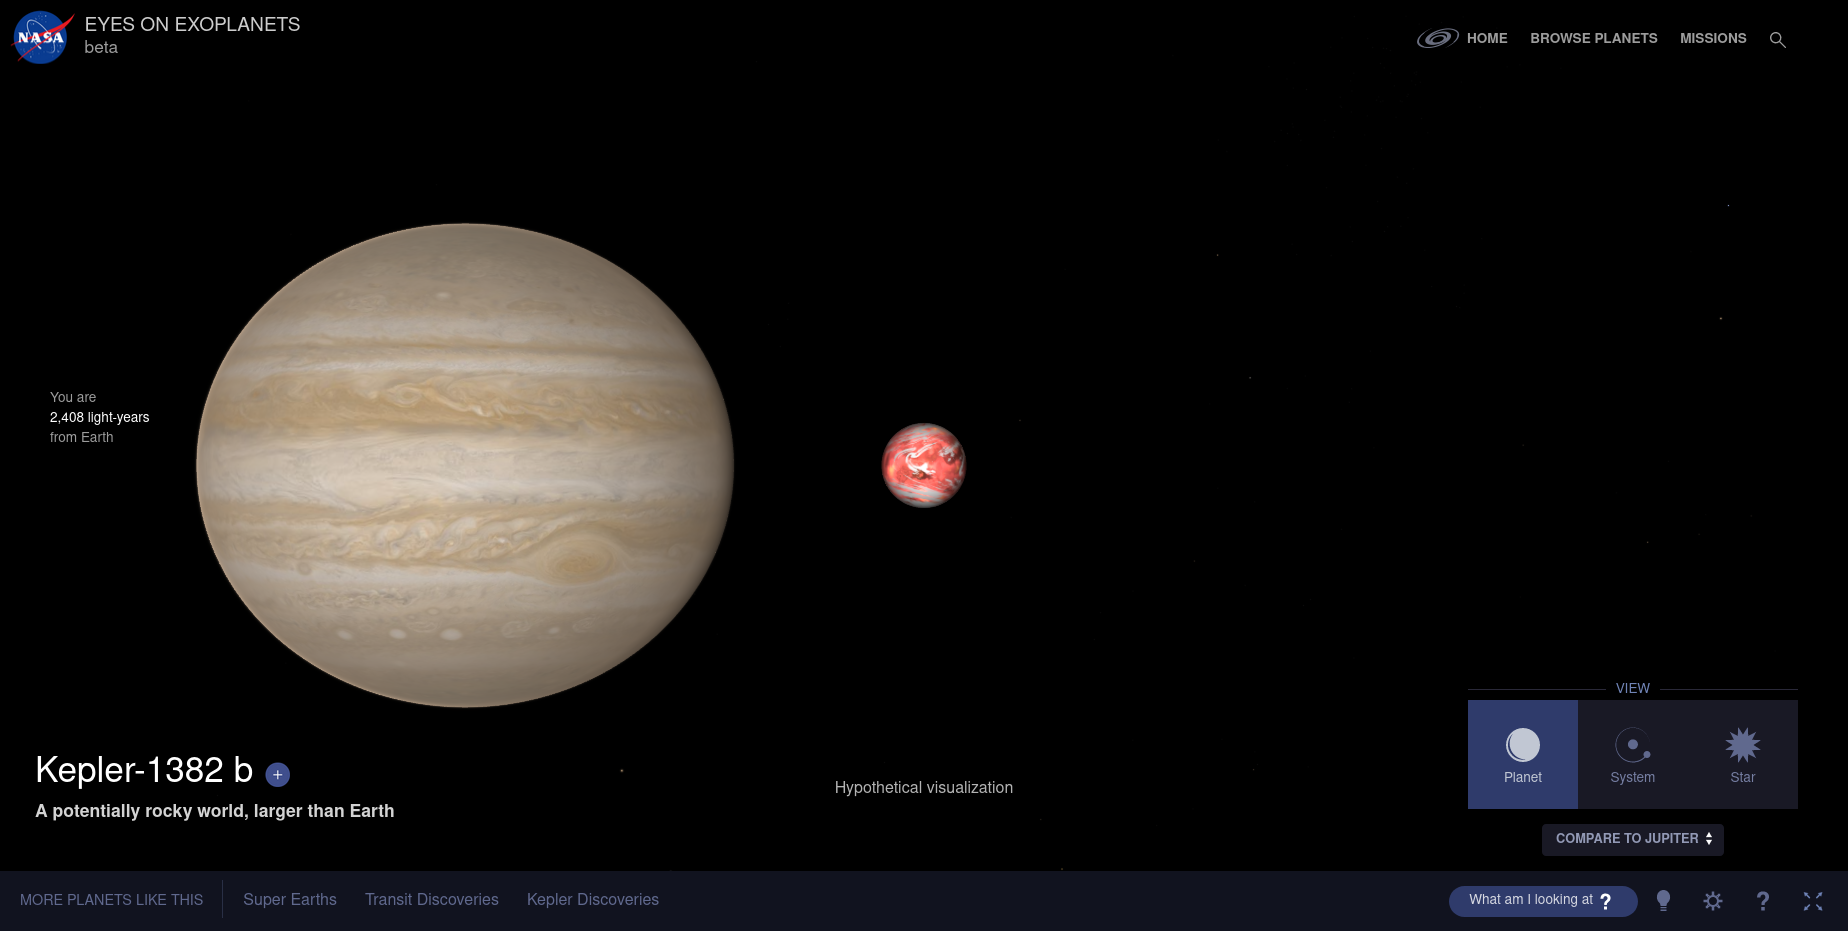 NASA
EYES ON EXOPLANETS
beta
HOME
BROWSE PLANETS
MISSIONS
You are
2,408 light-years
from Earth
Kepler-1382 b +
A potentially rocky world, larger than Earth
Hypothetical visualization
VIEW
Planet
System
Star
COMPARE TO JUPITER
MORE PLANETS LIKE THIS
Super Earths
Transit Discoveries
Kepler Discoveries
What am I looking at ?
?